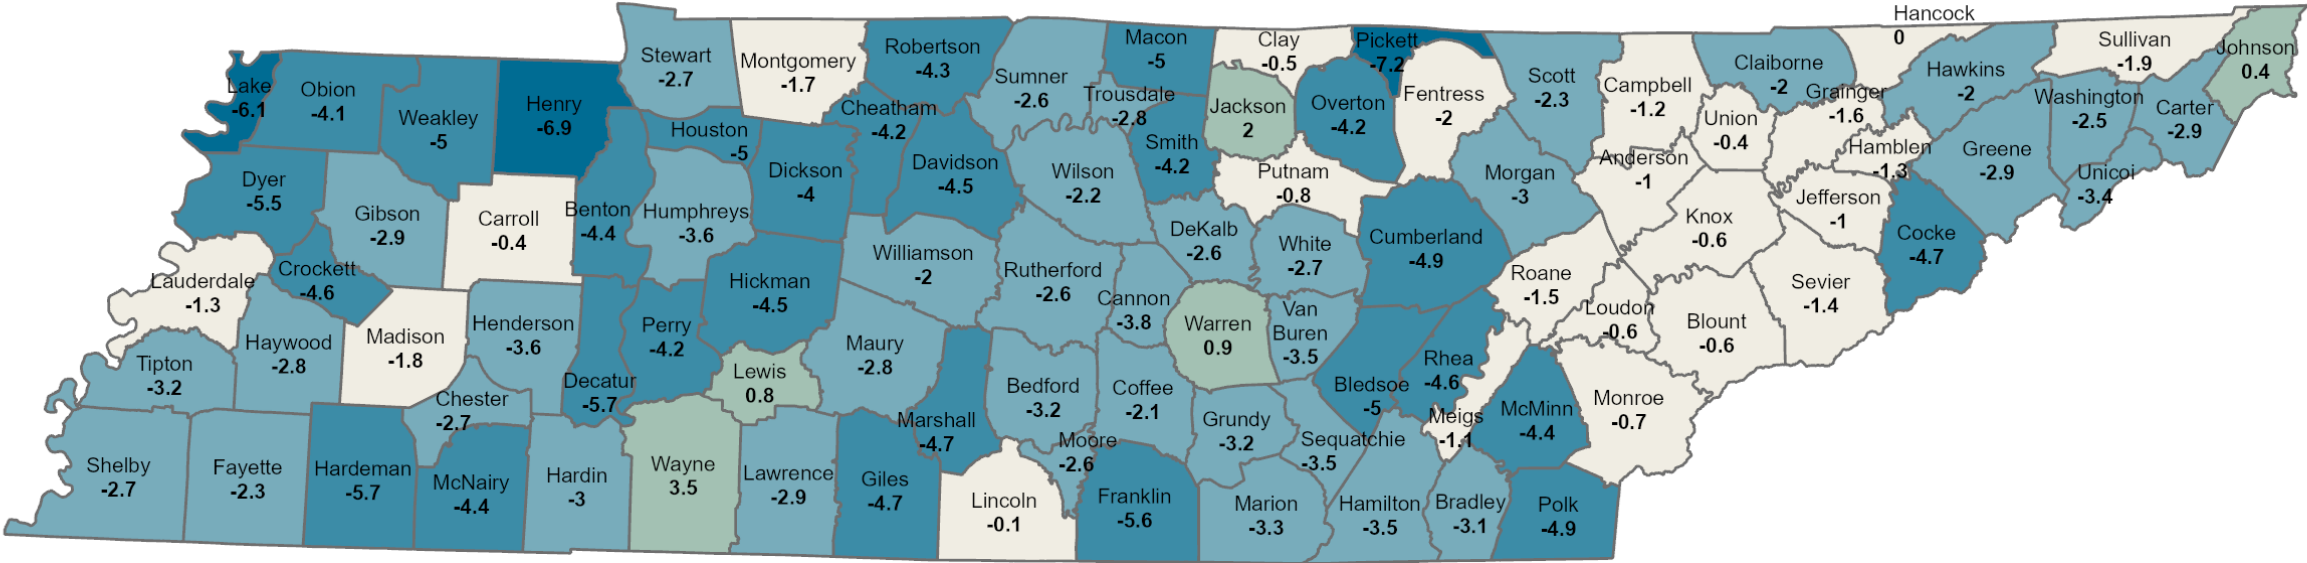 Hancock
0
Stewart
-2.7
Montgomery
-1.7
Robertson
-4.3
Sumner
-2.6
Macon
-5
Trousdale
-2.8
Clay
-0.5
Pickett
-7.2
Scott
-2.3
Campbell
-1.2
Claiborne
-2
Hawkins
-2
Sullivan
-1.9
Johnson
0.4
Lake
-6.1
Obion
-4.1
Weakley
-5
Henry
-6.9
Houston
-5
Cheatham
-4.2
Smith
-4.2
Jackson
2
Overton
-4.2
Fentress
-2
Union
-0.4
Grainger
-1.6
Hamblen
-1.3
Washington
-2.5
Carter
-2.9
Greene
-2.9
Unicoi
-3.4
Dyer
-5.5
Gibson
-2.9
Carroll
-0.4
Benton
-4.4
Humphreys
-3.6
Dickson
-4
Davidson
-4.5
Wilson
-2.2
Putnam
-0.8
Morgan
-3
Anderson
-1
Knox
-0.6
Jefferson
-1
Cocke
-4.7
Lauderdale
-1.3
Crockett
-4.6
Hickman
-4.5
Williamson
-2
Rutherford
-2.6
DeKalb
-2.6
White
-2.7
Cumberland
-4.9
Roane
-1.5
Loudon
-0.6
Blount
-0.6
Sevier
-1.4
Tipton
-3.2
Haywood
-2.8
Madison
-1.8
Henderson
-3.6
Decatur
-5.7
Perry
-4.2
Lewis
0.8
Maury
-2.8
Cannon
-3.8
Warren
0.9
Van
Buren
-3.5
Bledsoe
-5
Rhea
-4.6
Meigs
-1.1
McMinn
-4.4
Monroe
-0.7
Chester
-2.7
Marshall
-4.7
Bedford
-3.2
Coffee
-2.1
Moore
-2.6
Grundy
-3.2
Sequatchie
-3.5
Shelby
-2.7
Fayette
-2.3
Hardeman
-5.7
McNairy
-4.4
Hardin
-3
Wayne
3.5
Lawrence
-2.9
Giles
-4.7
Lincoln
-0.1
Franklin
-5.6
Marion
-3.3
Hamilton
-3.5
Bradley
-3.1
Polk
-4.9